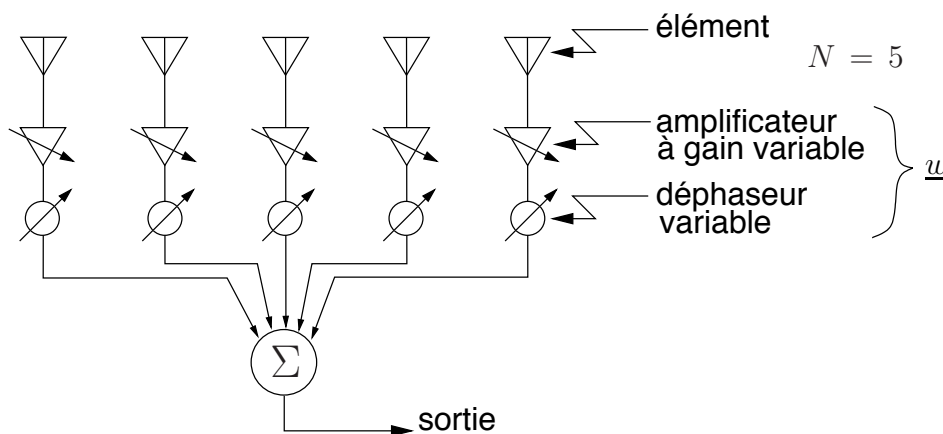 élément
N = 5
amplificateur
à gain variable
w
déphaseur
variable
Σ
sortie